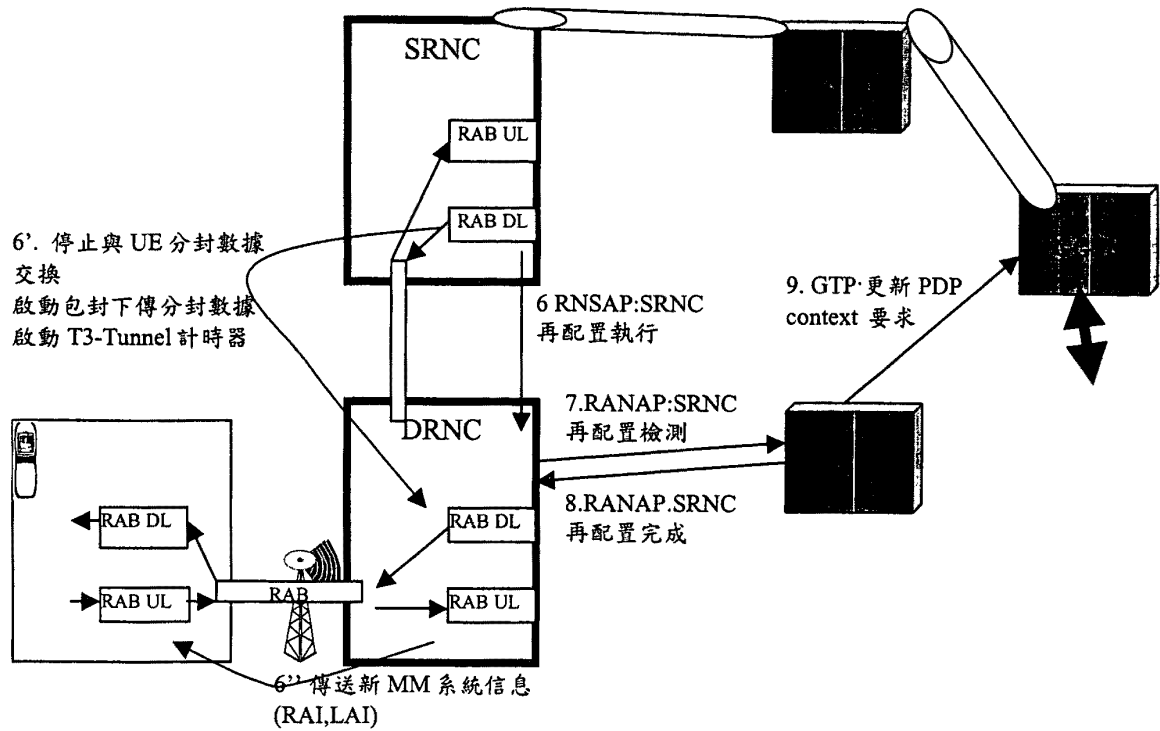 SRNC
RAB UL
RAB DL
6’. 停止與 UE 分封數據
交換
啟動包封下傳分封數據
啟動 T3-Tunnel 計時器
6 RNSAP:SRNC
再配置執行
9. GTP·更新 PDP
context 要求
DRNC
7.RANAP:SRNC
再配置檢測
8.RANAP.SRNC
再配置完成
RAB DL
RAB UL
RAB
RAB DL
RAB UL
6’’ 傳送新 MM 系統信息
(RAI,LAI)